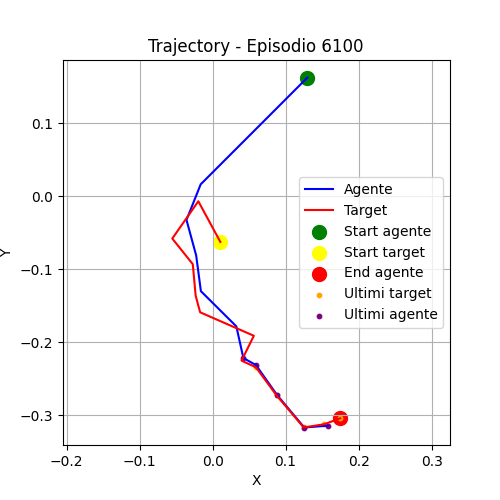 Trajectory - Episodio 6100
0.1
0.0
−0.1
−0.2
−0.3
Y
Agente
Target
Start agente
Start target
End agente
Ultimi target
Ultimi agente
−0.2 −0.1 0.0 0.1 0.2 0.3
X